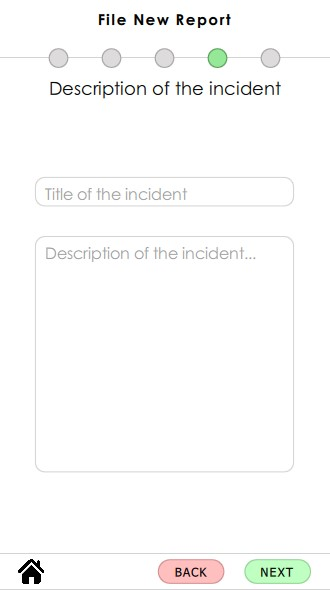 File New Report
Description of the incident
Title of the incident
Description of the incident...
BACK NEXT